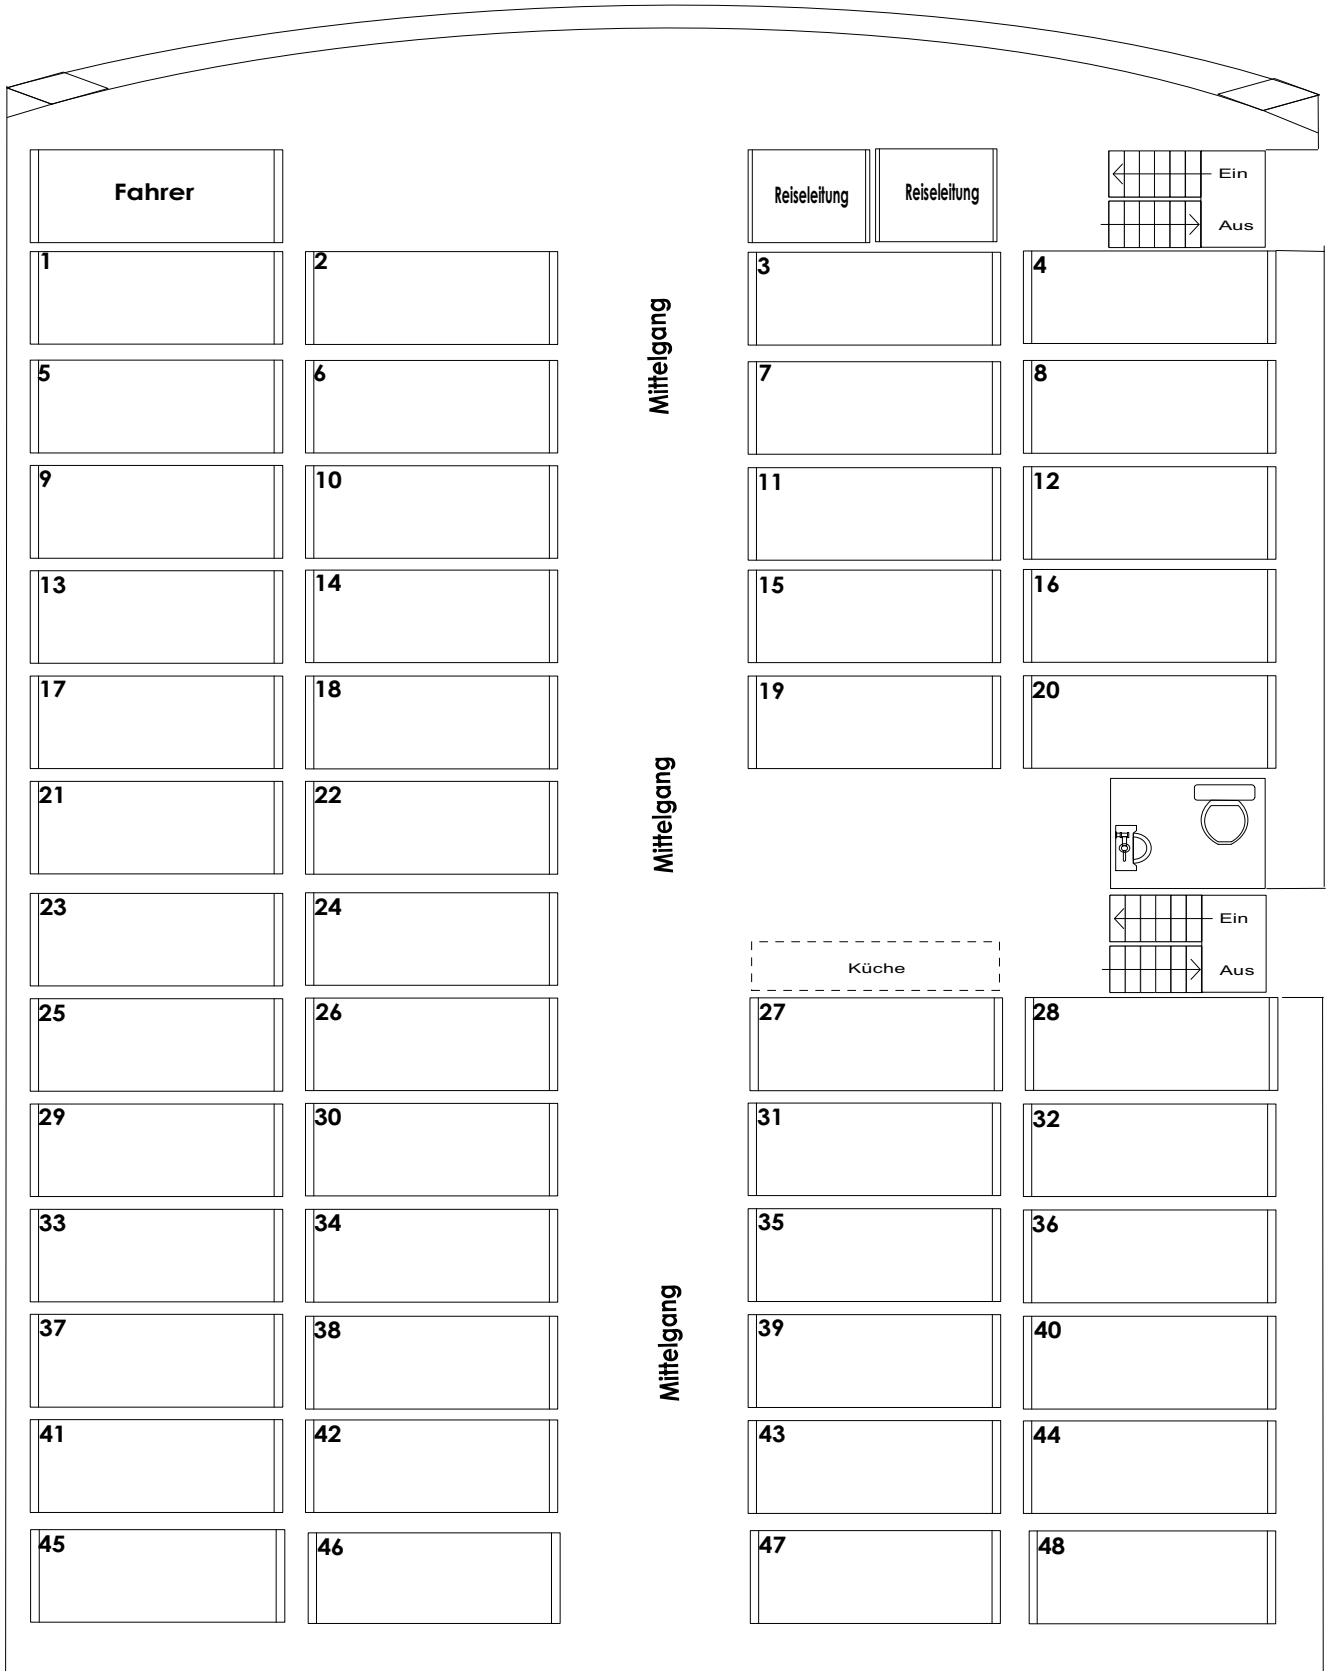 Fahrer
Reiseleitung Reiseleitung
Ein
Aus
1 2 3 4
Mittelgang
5 6 7 8
9 10 11 12
13 14 15 16
17 18 19 20
Mittelgang
21 22
23 24
Ein
Küche
Aus
25 26 27 28
29 30 31 32
33 34 35 36
Mittelgang
37 38 39 40
41 42 43 44
45 46 47 48